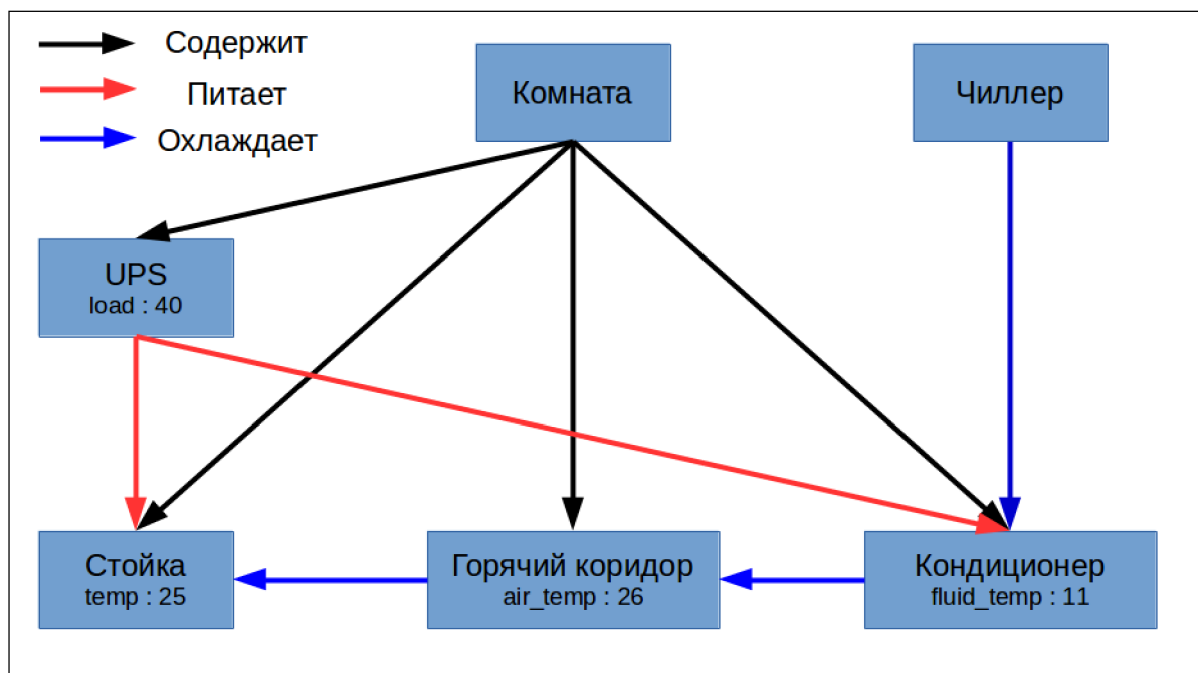 Содержит
Питает
Охлаждает
Комната
Чиллер
UPS
load : 40
Стойка
temp : 25
Горячий коридор
air_temp : 26
Кондиционер
fluid_temp : 11